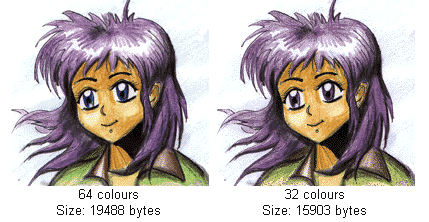 64 colours
Size: 19488 bytes
32 colours
Size: 15903 bytes